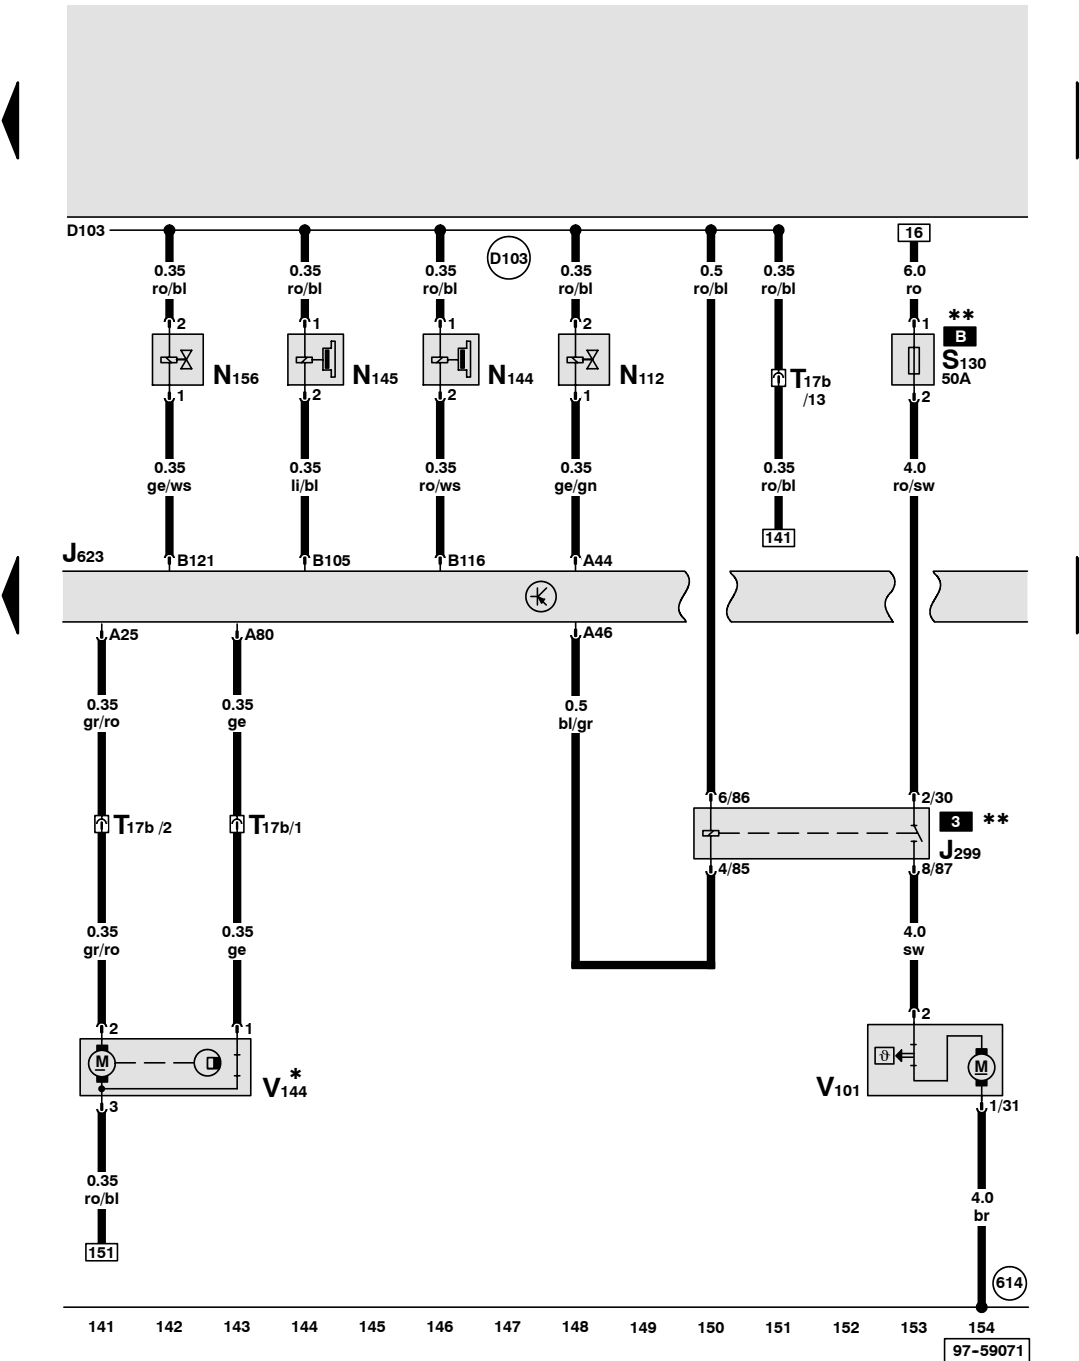 D103
D103
16
0.35 0.35 0.35 0.35 0.5 0.35 6.0
ro/bl ro/bl ro/bl ro/bl ro/bl ro/bl ro
2 1 1 2 1
**
B
N156 N145 N144 N112 S130
50A
T17b
/13
1 2 2 1 2
0.35 0.35 0.35 0.35 0.35 4.0
ge/ws li/bl ro/ws ge/gn ro/bl ro/sw
141
J623
B121 B105 B116 A44
A25 A80 A46
0.35 0.35 0.5
gr/ro ge bl/gr
6/86 2/30
T17b /2 T17b/1
3 **
J299
4/85 8/87
0.35 0.35 4.0
gr/ro ge sw
2 1 2
M
ϑ
M
V144 *
V101
3 1/31
0.35
ro/bl
4.0
br
151
614
141 142 143 144 145 146 147 148 149 150 151 152 153 154
97-59071